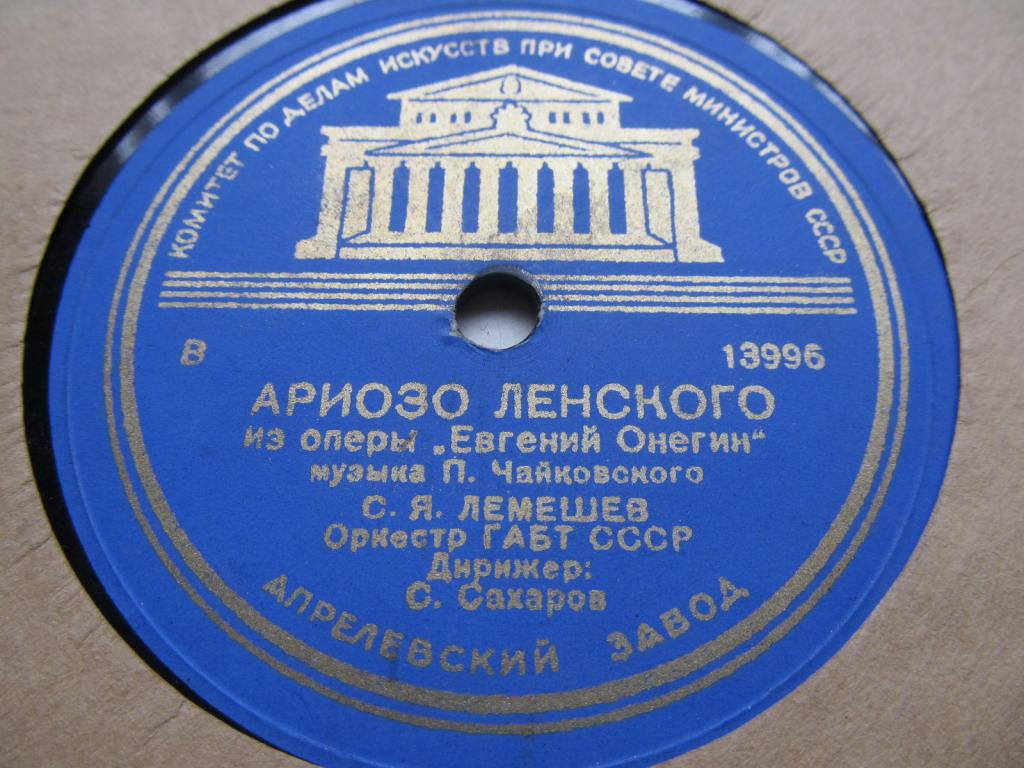 КОМИТЕТ ПО ДЕЛАМ ИСКУССТВ ПРИ СОВЕТЕ МИНИСТРОВ СССР
В 13996
АРИОЗО ЛЕНСКОГО
из оперы „Евгений Онегин“
музыка П. Чайковского
С. Я. ЛЕМЕШЕВ
Оркестр ГАБТ СССР
Дирижер:
С. Сахаров
АПРЕЛЕВСКИЙ ЗАВОД